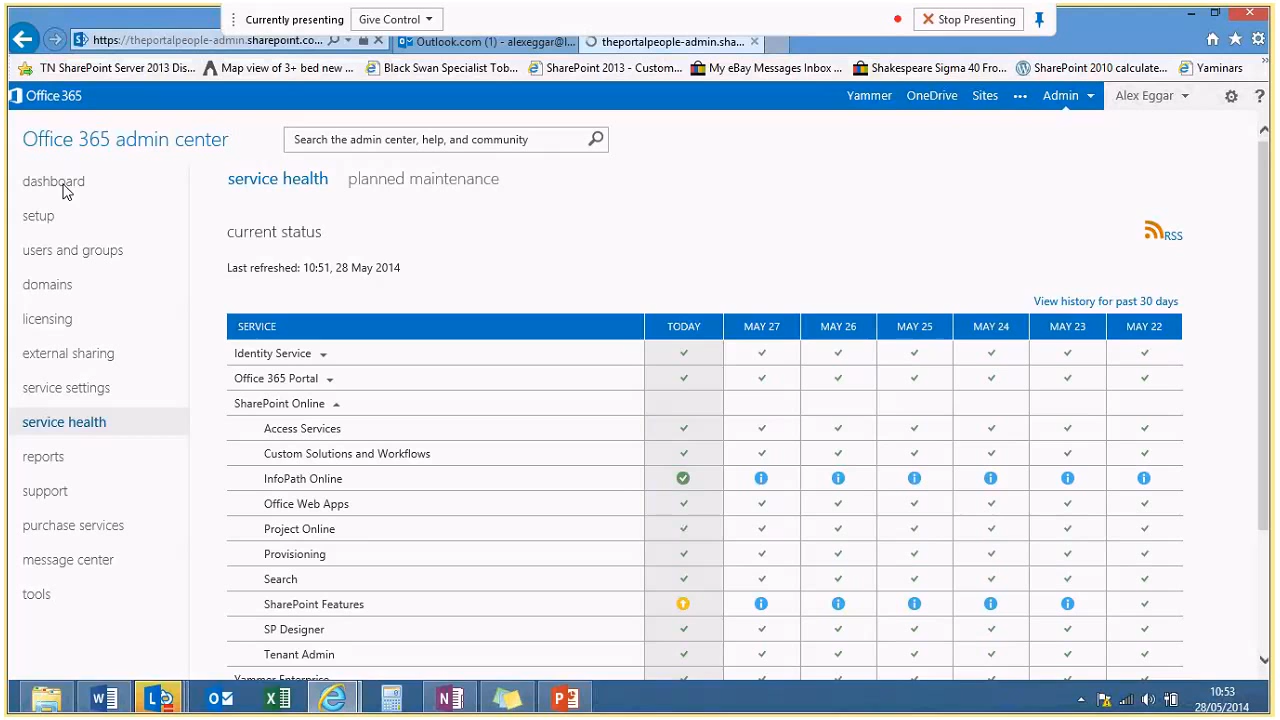 Currently presenting
Give Control
Stop Presenting
https://theportalpeople-admin.sharepoint.co...
Outlook.com (1) - alexeggar@l...
theportalpeople-admin.sha...
TN SharePoint Server 2013 Dis...
Map view of 3+ bed new ...
Black Swan Specialist Tob...
SharePoint 2013 - Custom...
My eBay Messages Inbox ...
Shakespeare Sigma 40 Fro...
SharePoint 2010 calculate...
Yaminars
Office 365
Yammer
OneDrive
Sites
Admin
Alex Eggar
?
Office 365 admin center
Search the admin center, help, and community
dashboard
setup
users and groups
domains
licensing
external sharing
service settings
service health
reports
support
purchase services
message center
tools
service health
planned maintenance
current status
RSS
Last refreshed: 10:51, 28 May 2014
View history for past 30 days
SERVICE TODAY MAY 27 MAY 26 MAY 25 MAY 24 MAY 23 MAY 22
Identity Service
Office 365 Portal
SharePoint Online
Access Services
Custom Solutions and Workflows
InfoPath Online
Office Web Apps
Project Online
Provisioning
Search
SharePoint Features
SP Designer
Tenant Admin
Yammer Enterprise
10:53
28/05/2014